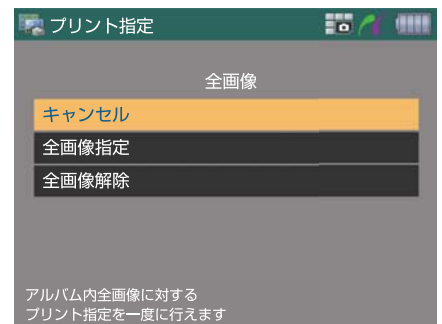 プリント指定
全画像
キャンセル
全画像指定
全画像解除
アルバム内全画像に対する
プリント指定を一度に行えます